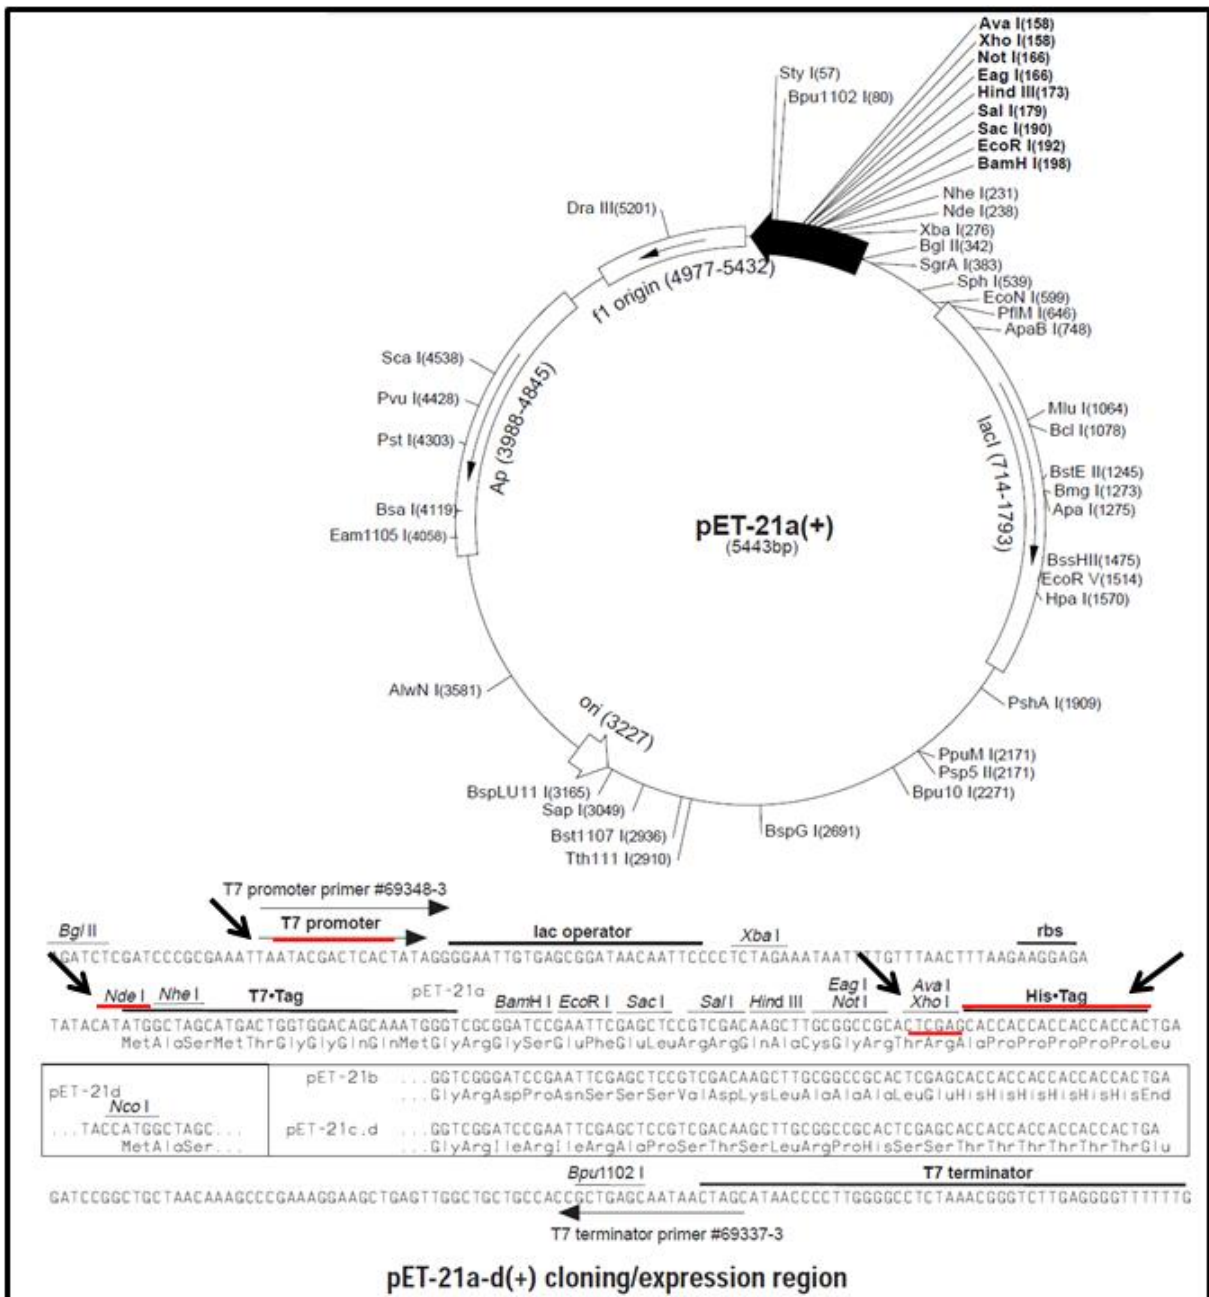 Ava I(158)
Xho I(158)
Not I(166)
Eag I(166)
Hind III(173)
Sal I(179)
Sac I(190)
EcoR I(192)
BamH I(198)
Sty I(57)
Bpu1102 I(80)
Nhe I(231)
Nde I(238)
Xba I(276)
Bgl II(342)
SgrA I(383)
Sph I(539)
EcoN I(599)
PflM I(646)
ApaB I(748)
Dra III(5201)
f1 origin (4977-5432)
Sca I(4538)
Pvu I(4428)
Pst I(4303)
Bsa I(4119)
Eam1105 I(4058)
Ap (3988-4845)
lacI (714-1793)
Mlu I(1064)
Bcl I(1078)
BstE II(1245)
Bmg I(1273)
Apa I(1275)
BssHII(1475)
EcoR V(1514)
Hpa I(1570)
pET-21a(+)
(5443bp)
AlwN I(3581)
ori (3227)
PshA I(1909)
PpuM I(2171)
Psp5 II(2171)
Bpu10 I(2271)
BspLU11 I(3165)
Sap I(3049)
Bst1107 I(2936)
Tth111 I(2910)
BspG I(2691)
T7 promoter primer #69348-3
Bgl II T7 promoter lac operator Xba I rbs
AGATCTCGATCCCGCGAAATTAATACGACTCACTATAGGGGAATTGTGAGCGGATAACAATTCCCCTCTAGAAATAATTTTGTTTAACTTTAAGAAGGAGA
Nde I Nhe I T7•Tag pET-21a BamH I EcoR I Sac I Sal I Hind III Eag I Not I Ava I Xho I His•Tag
TATACATATGGCTAGCATGACTGGTGGACAGCAAATGGGTCGCGGATCCGAATTCGAGCTCCGTCGACAAGCTTGCGGCCGCACTCGAGCACCACCACCACCACCACTGA
MetAlaSerMetThrGlyGlyGlnGlnMetGlyArgGlySerGluPheGluLeuArgArgGlnAlaCysGlyArgThrArgAlaProProProProProLeu
pET-21b ...GGTCGGGATCCGAATTCGAGCTCCGTCGACAAGCTTGCGGCCGCACTCGAGCACCACCACCACCACCACTGA
GlyArgAspProAsnSerSerSerValAspLysLeuAlaAlaAlaLeuGluHisHisHisHisHisHisEnd
pET-21d
Nco I
...TACCATGGCTAGC...
MetAlaSer...
pET-21c.d ...GGTCGGATCCGAATTCGAGCTCCGTCGACAAGCTTGCGGCCGCACTCGAGCACCACCACCACCACCACTGA
GlyArgIleArgIleArgAlaProSerThrSerLeuArgProHisSerSerThrThrThrThrThrThrGlu
Bpu1102 I T7 terminator
GATCCGGCTGCTAACAAAGCCCGAAAGGAAGCTGAGTTGGCTGCTGCCACCGCTGAGCAATAACTAGCATAACCCCTTGGGGCCTCTAAACGGGTCTTGAGGGGTTTTTTG
T7 terminator primer #69337-3
pET-21a-d(+) cloning/expression region